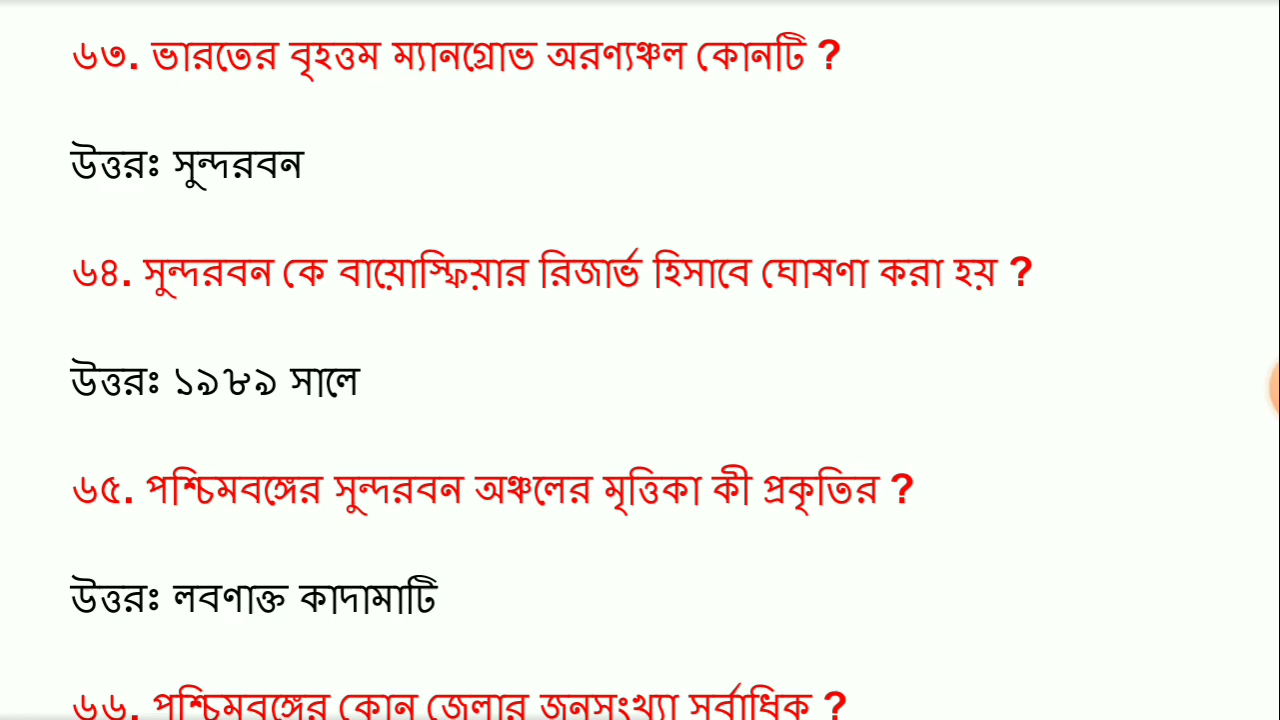 ৬৩. ভারতের বৃহত্তম ম্যানগ্রোভ অরণ্যঞ্চল কোনটি ?
উত্তরঃ সুন্দরবন
৬৪. সুন্দরবন কে বায়োস্ফিয়ার রিজার্ভ হিসাবে ঘোষণা করা হয় ?
উত্তরঃ ১৯৮৯ সালে
৬৫. পশ্চিমবঙ্গের সুন্দরবন অঞ্চলের মৃত্তিকা কী প্রকৃতির ?
উত্তরঃ লবণাক্ত কাদামাটি
৬৬. পশ্চিমবঙ্গের কোন জেলার জনসংখ্যা সর্বাধিক ?